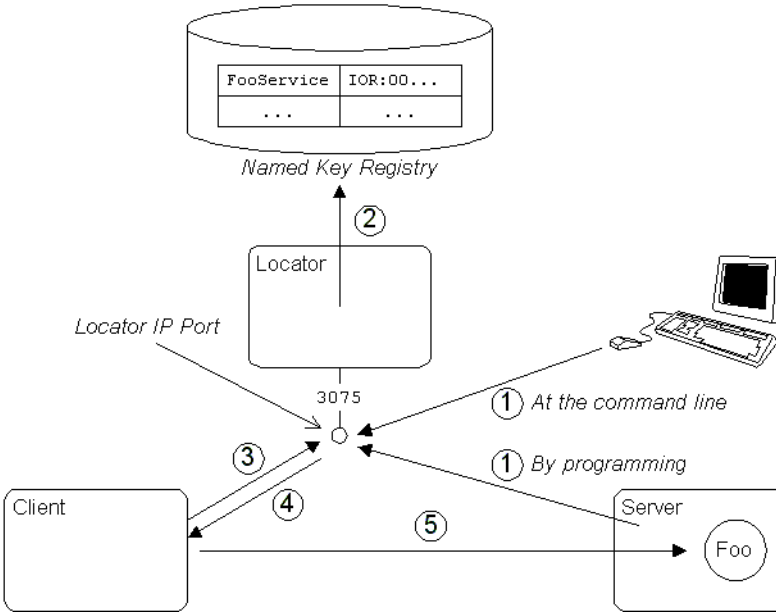 FooService IOR:00...
... ...
Named Key Registry
2
Locator
Locator IP Port
3075
1 At the command line
1 By programming
3
4
Client
5
Server
Foo